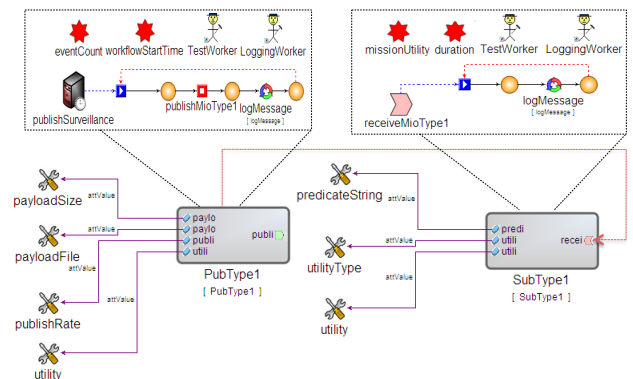 eventCount workflowStartTime TestWorker LoggingWorker
publishSurveillance
publishMioType1 logMessage
[ logMessage ]
missionUtility duration TestWorker LoggingWorker
receiveMioType1
logMessage
[ logMessage ]
payloadSize
attValue
payloadFile
attValue
attValue
publishRate
attValue
utility
paylo
paylo
publi
utili
publi
PubType1
[ PubType1 ]
predicateString
attValue
utilityType
attValue
attValue
utility
predi
utili
utili
recei
SubType1
[ SubType1 ]